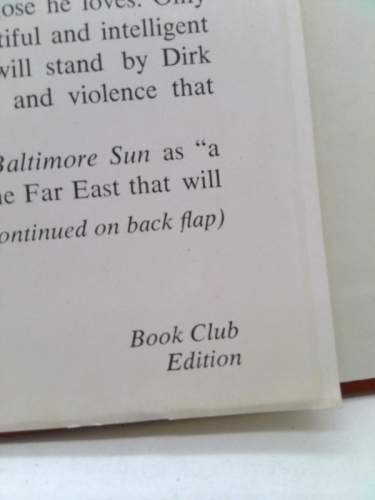 ose he loves. Only
tiful and intelligent
will stand by Dirk
and violence that
Baltimore Sun as “a
e Far East that will
ontinued on back flap)
Book Club
Edition